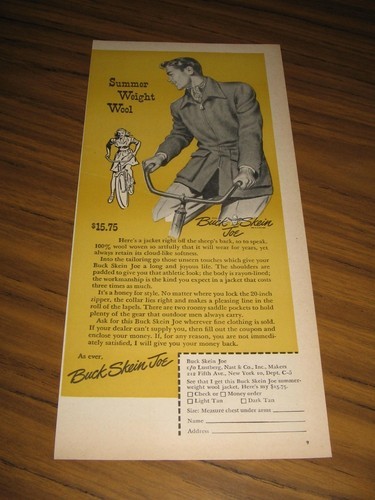 Summer
Weight
Wool
$15.75
Buck Skein
Joe
Here's a jacket right off the sheep's back, so to speak.
100% wool woven so artfully that it will wear for years, yet
always retain its cloud-like softness.
Into the tailoring go those unseen touches which give your
Buck Skein Joe a long and joyous life. The shoulders are
padded to give you that athletic look; the body is rayon-lined;
the workmanship is the kind you expect in a jacket that costs
three times as much.
It's a honey for style. No matter where you lock the 20 inch
zipper, the collar lies right and makes a pleasing line in the
roll of the lapels. There are two roomy saddle pockets to hold
plenty of the gear that outdoor men always carry.
Ask for this Buck Skein Joe wherever fine clothing is sold.
If your dealer can't supply you, then fill out the coupon and
enclose your money. If, for any reason, you are not immedi-
ately satisfied, I will give you your money back.
As ever,
Buck Skein Joe
Buck Skein Joe
c/o Lustberg, Nast & Co., Inc., Makers
212 Fifth Ave., New York 10, Dept. C-5
See that I get this Buck Skein Joe summer-
weight wool jacket. Here's my $15.75.
Check or Money order
Light Tan Dark Tan
Size: Measure chest under arms
Name
Address
9